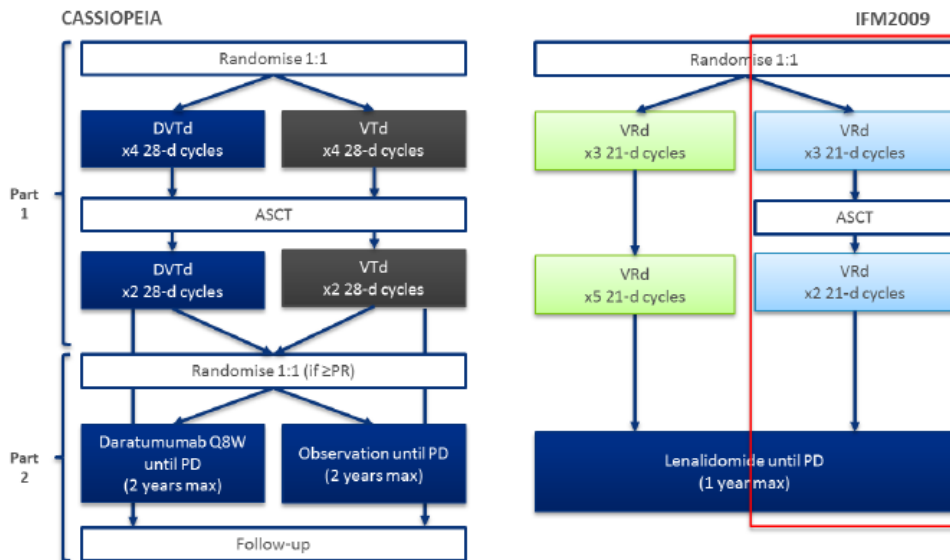 CASSIOPEIA
Part
1
Randomise 1:1
DVTd
x4 28-d cycles
VTd
x4 28-d cycles
ASCT
DVTd
x2 28-d cycles
VTd
x2 28-d cycles
Part
2
Randomise 1:1 (if ≥PR)
Daratumumab Q8W
until PD
(2 years max)
Observation until PD
(2 years max)
Follow-up
IFM2009
Randomise 1:1
VRd
x3 21-d cycles
VRd
x3 21-d cycles
ASCT
VRd
x5 21-d cycles
VRd
x2 21-d cycles
Lenalidomide until PD
(1 year max)